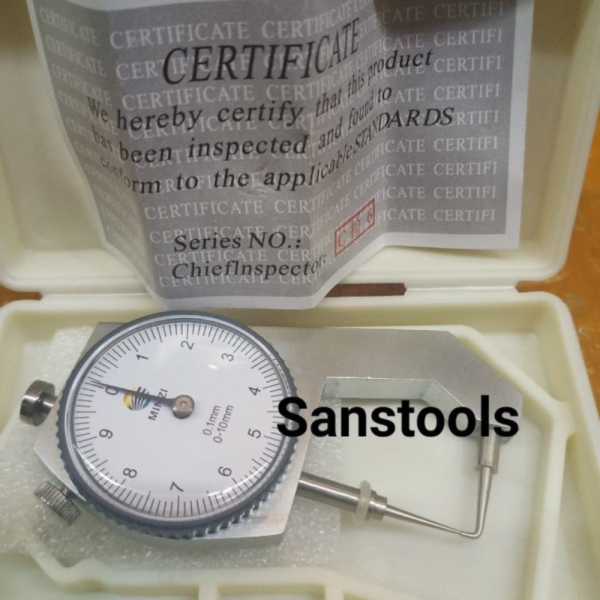 CERTIFICATE
We hereby certify that this product
has been inspected and found to
conform to the applicable STANDARDS
Series NO.:
ChiefInspector:
0
1
2
3
4
5
6
7
8
9
0.1mm
0-10mm
Sanstools